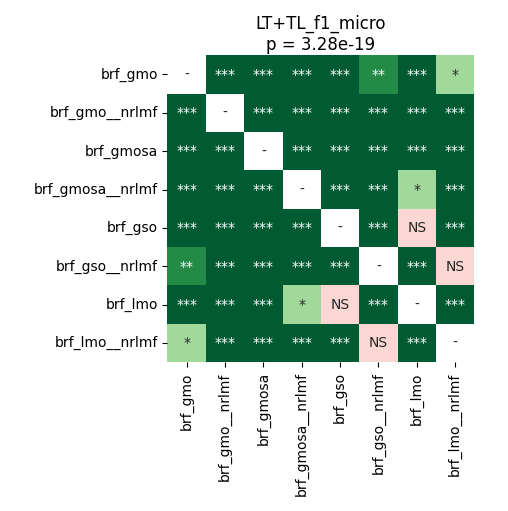 LT+TL_f1_micro
p = 3.28e-19
brf_gmo - *** *** *** *** ** *** *
brf_gmo__nrlmf *** - *** *** *** *** *** ***
brf_gmosa *** *** - *** *** *** *** ***
brf_gmosa__nrlmf *** *** *** - *** *** * ***
brf_gso *** *** *** *** - *** NS ***
brf_gso__nrlmf ** *** *** *** *** - *** NS
brf_lmo *** *** *** * NS *** - ***
brf_lmo__nrlmf * *** *** *** *** NS *** -
brf_gmo
brf_gmo__nrlmf
brf_gmosa
brf_gmosa__nrlmf
brf_gso
brf_gso__nrlmf
brf_lmo
brf_lmo__nrlmf